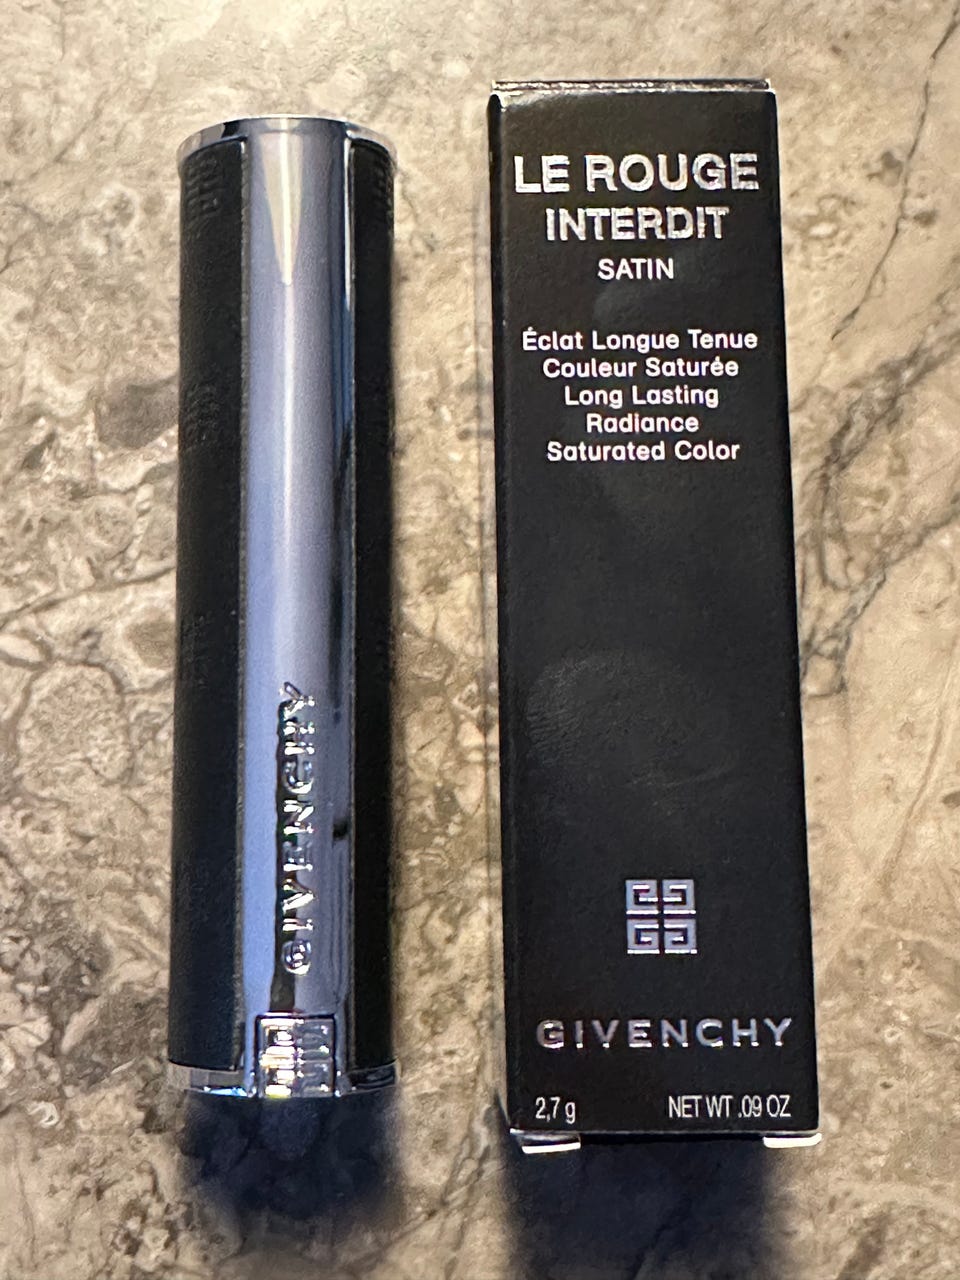 GIVENCHY
LE ROUGE
INTERDIT
SATIN
Éclat Longue Tenue
Couleur Saturée
Long Lasting
Radiance
Saturated Color
GIVENCHY
2,7 g NET WT .09 OZ